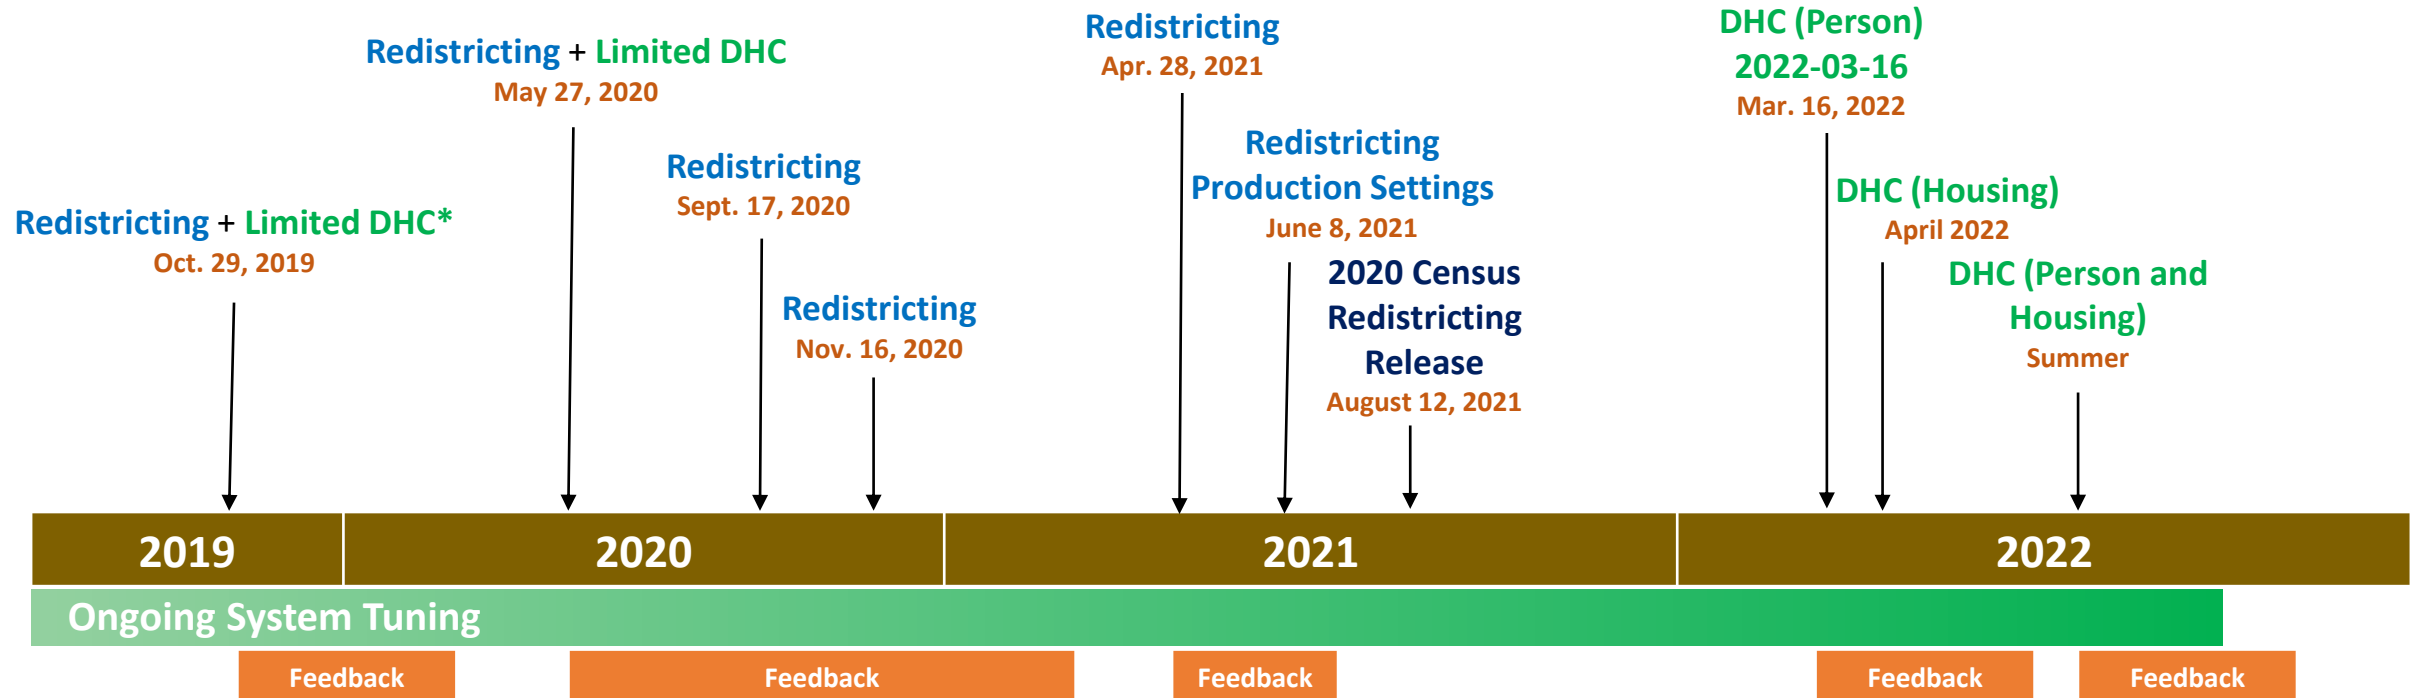 Redistricting + Limited DHC*
Oct. 29, 2019
Redistricting + Limited DHC
May 27, 2020
Redistricting
Sept. 17, 2020
Redistricting
Nov. 16, 2020
Redistricting
Apr. 28, 2021
Redistricting
Production Settings
June 8, 2021
2020 Census
Redistricting
Release
August 12, 2021
DHC (Person)
2022-03-16
Mar. 16, 2022
DHC (Housing)
April 2022
DHC (Person and
Housing)
Summer
2019
2020
2021
2022
Ongoing System Tuning
Feedback
Feedback
Feedback
Feedback
Feedback